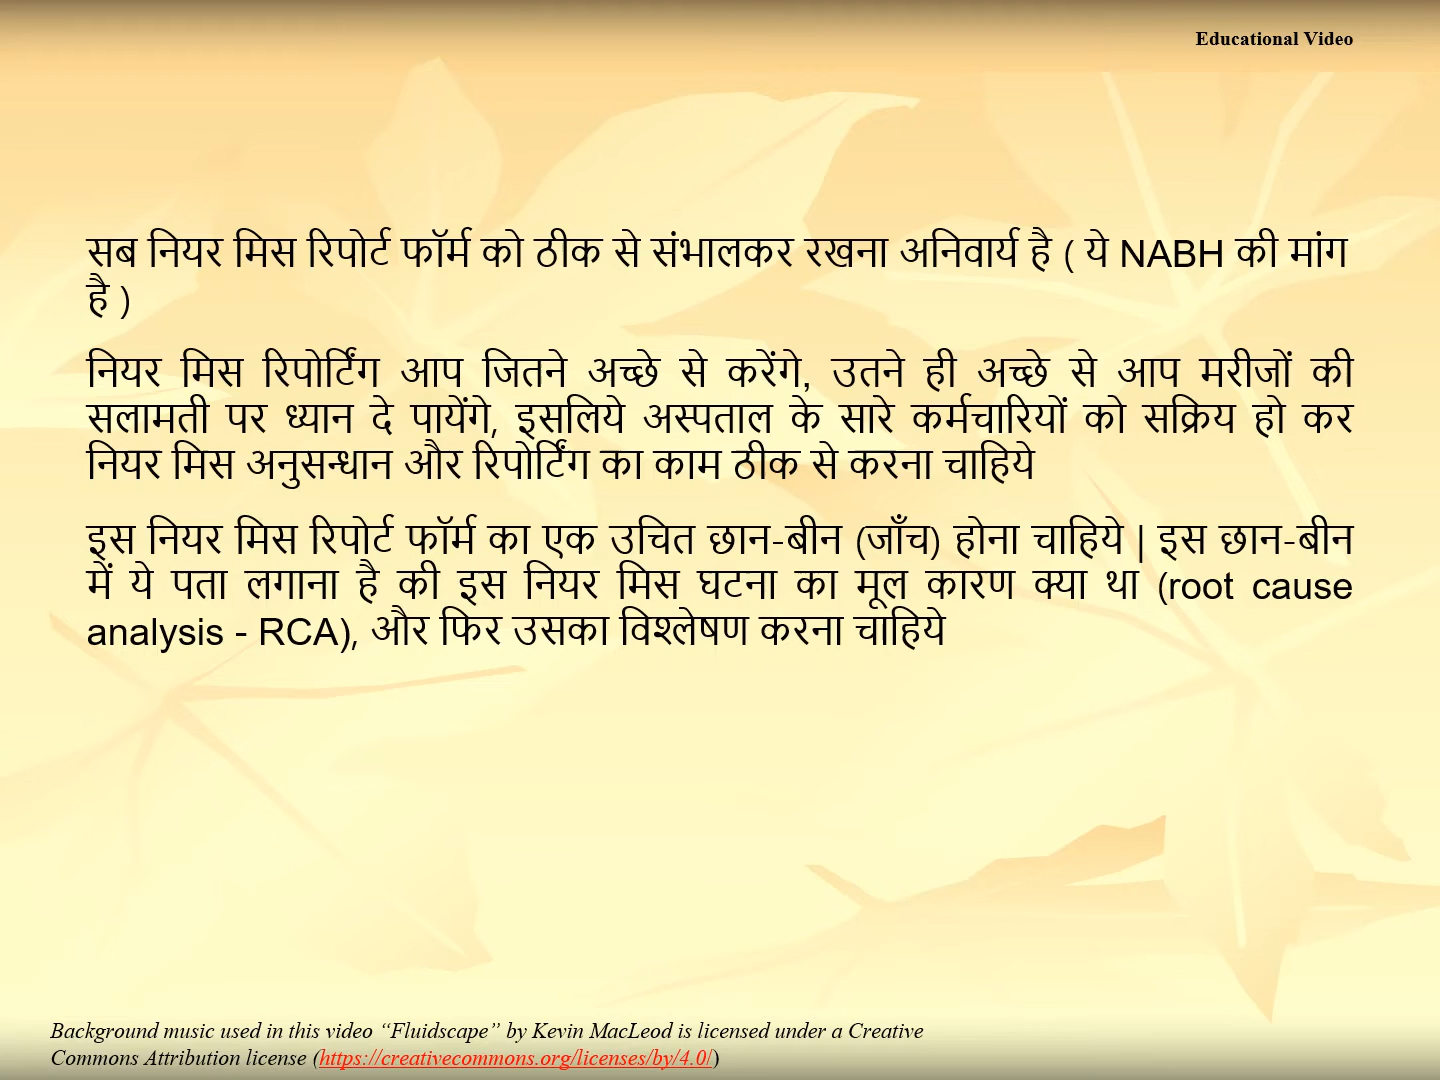 Educational Video
सब नियर मिस रिपोर्ट फॉर्म को ठीक से संभालकर रखना अनिवार्य है ( ये NABH की मांग
है )
नियर मिस रिपोर्टिंग आप जितने अच्छे से करेंगे, उतने ही अच्छे से आप मरीजों की
सलामती पर ध्यान दे पायेंगे, इसलिये अस्पताल के सारे कर्मचारियों को सक्रिय हो कर
नियर मिस अनुसन्धान और रिपोर्टिंग का काम ठीक से करना चाहिये
इस नियर मिस रिपोर्ट फॉर्म का एक उचित छान-बीन (जाँच) होना चाहिये | इस छान-बीन
में ये पता लगाना है की इस नियर मिस घटना का मूल कारण क्या था (root cause
analysis - RCA), और फिर उसका विश्लेषण करना चाहिये
Background music used in this video “Fluidscape” by Kevin MacLeod is licensed under a Creative
Commons Attribution license (https://creativecommons.org/licenses/by/4.0/)